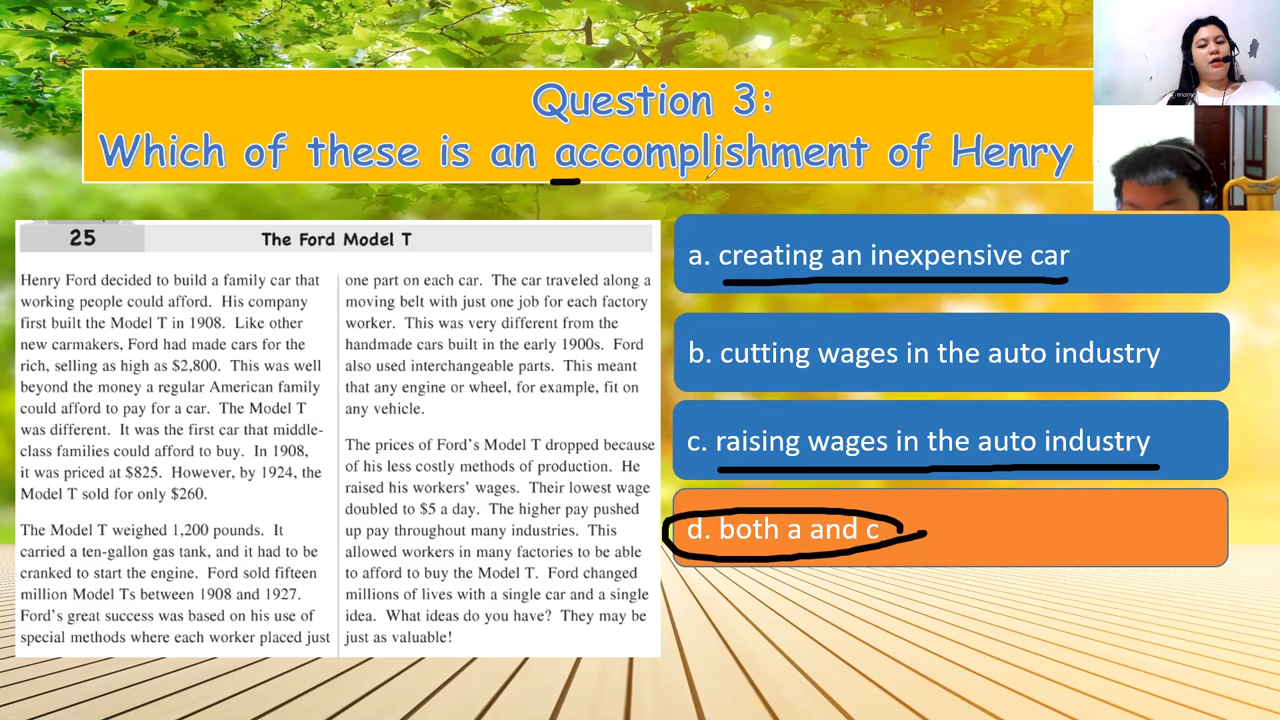 Question 3:
Which of these is an accomplishment of Henry
25
The Ford Model T
Henry Ford decided to build a family car that
working people could afford. His company
first built the Model T in 1908. Like other
new carmakers, Ford had made cars for the
rich, selling as high as $2,800. This was well
beyond the money a regular American family
could afford to pay for a car. The Model T
was different. It was the first car that middle-
class families could afford to buy. In 1908,
it was priced at $825. However, by 1924, the
Model T sold for only $260.
The Model T weighed 1,200 pounds. It
carried a ten-gallon gas tank, and it had to be
cranked to start the engine. Ford sold fifteen
million Model Ts between 1908 and 1927.
Ford's great success was based on his use of
special methods where each worker placed just
one part on each car. The car traveled along a
moving belt with just one job for each factory
worker. This was very different from the
handmade cars built in the early 1900s. Ford
also used interchangeable parts. This meant
that any engine or wheel, for example, fit on
any vehicle.
The prices of Ford's Model T dropped because
of his less costly methods of production. He
raised his workers' wages. Their lowest wage
doubled to $5 a day. The higher pay pushed
up pay throughout many industries. This
allowed workers in many factories to be able
to afford to buy the Model T. Ford changed
millions of lives with a single car and a single
idea. What ideas do you have? They may be
just as valuable!
a. creating an inexpensive car
b. cutting wages in the auto industry
c. raising wages in the auto industry
d. both a and c